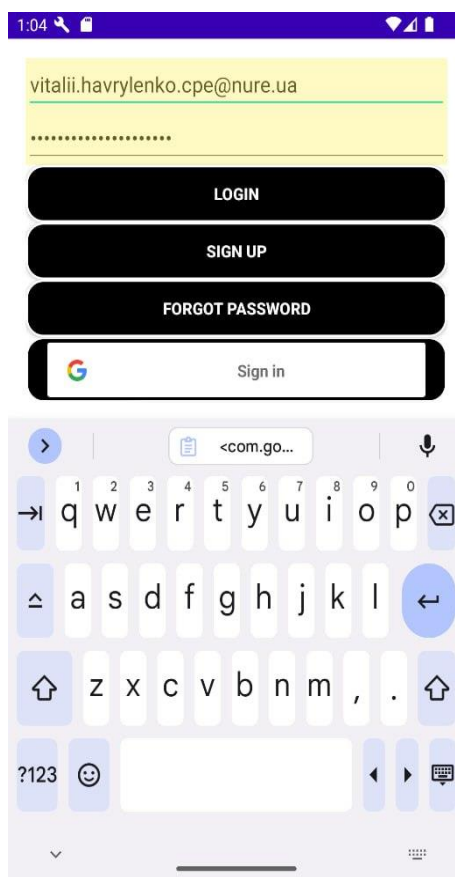 1:04
vitalii.havrylenko.cpe@nure.ua
•••••••••••••••••••••
LOGIN
SIGN UP
FORGOT PASSWORD
G Sign in
<com.go...
1 2 3 4 5 6 7 8 9 0
q w e r t y u i o p
a s d f g h j k l
z x c v b n m , .
?123